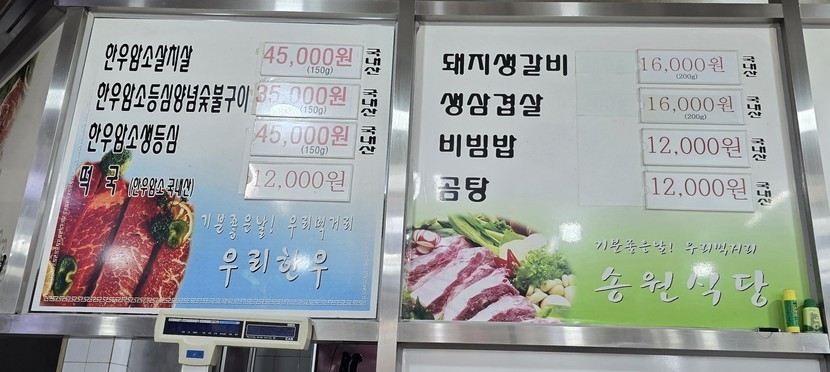 한우암소살치살 45,000원 (150g) 국내산
한우암소등심양념숯불구이 35,000원 (150g) 국내산
한우암소생등심 45,000원 (150g) 국내산
떡국 (한우암소 국내산) 12,000원
기분좋은날! 우리먹거리
우리한우
돼지생갈비 16,000원 (200g) 국내산
생삼겹살 16,000원 (200g) 국내산
비빔밥 12,000원 국내산
곰탕 12,000원 국내산
기분좋은날! 우리먹거리
송원식당